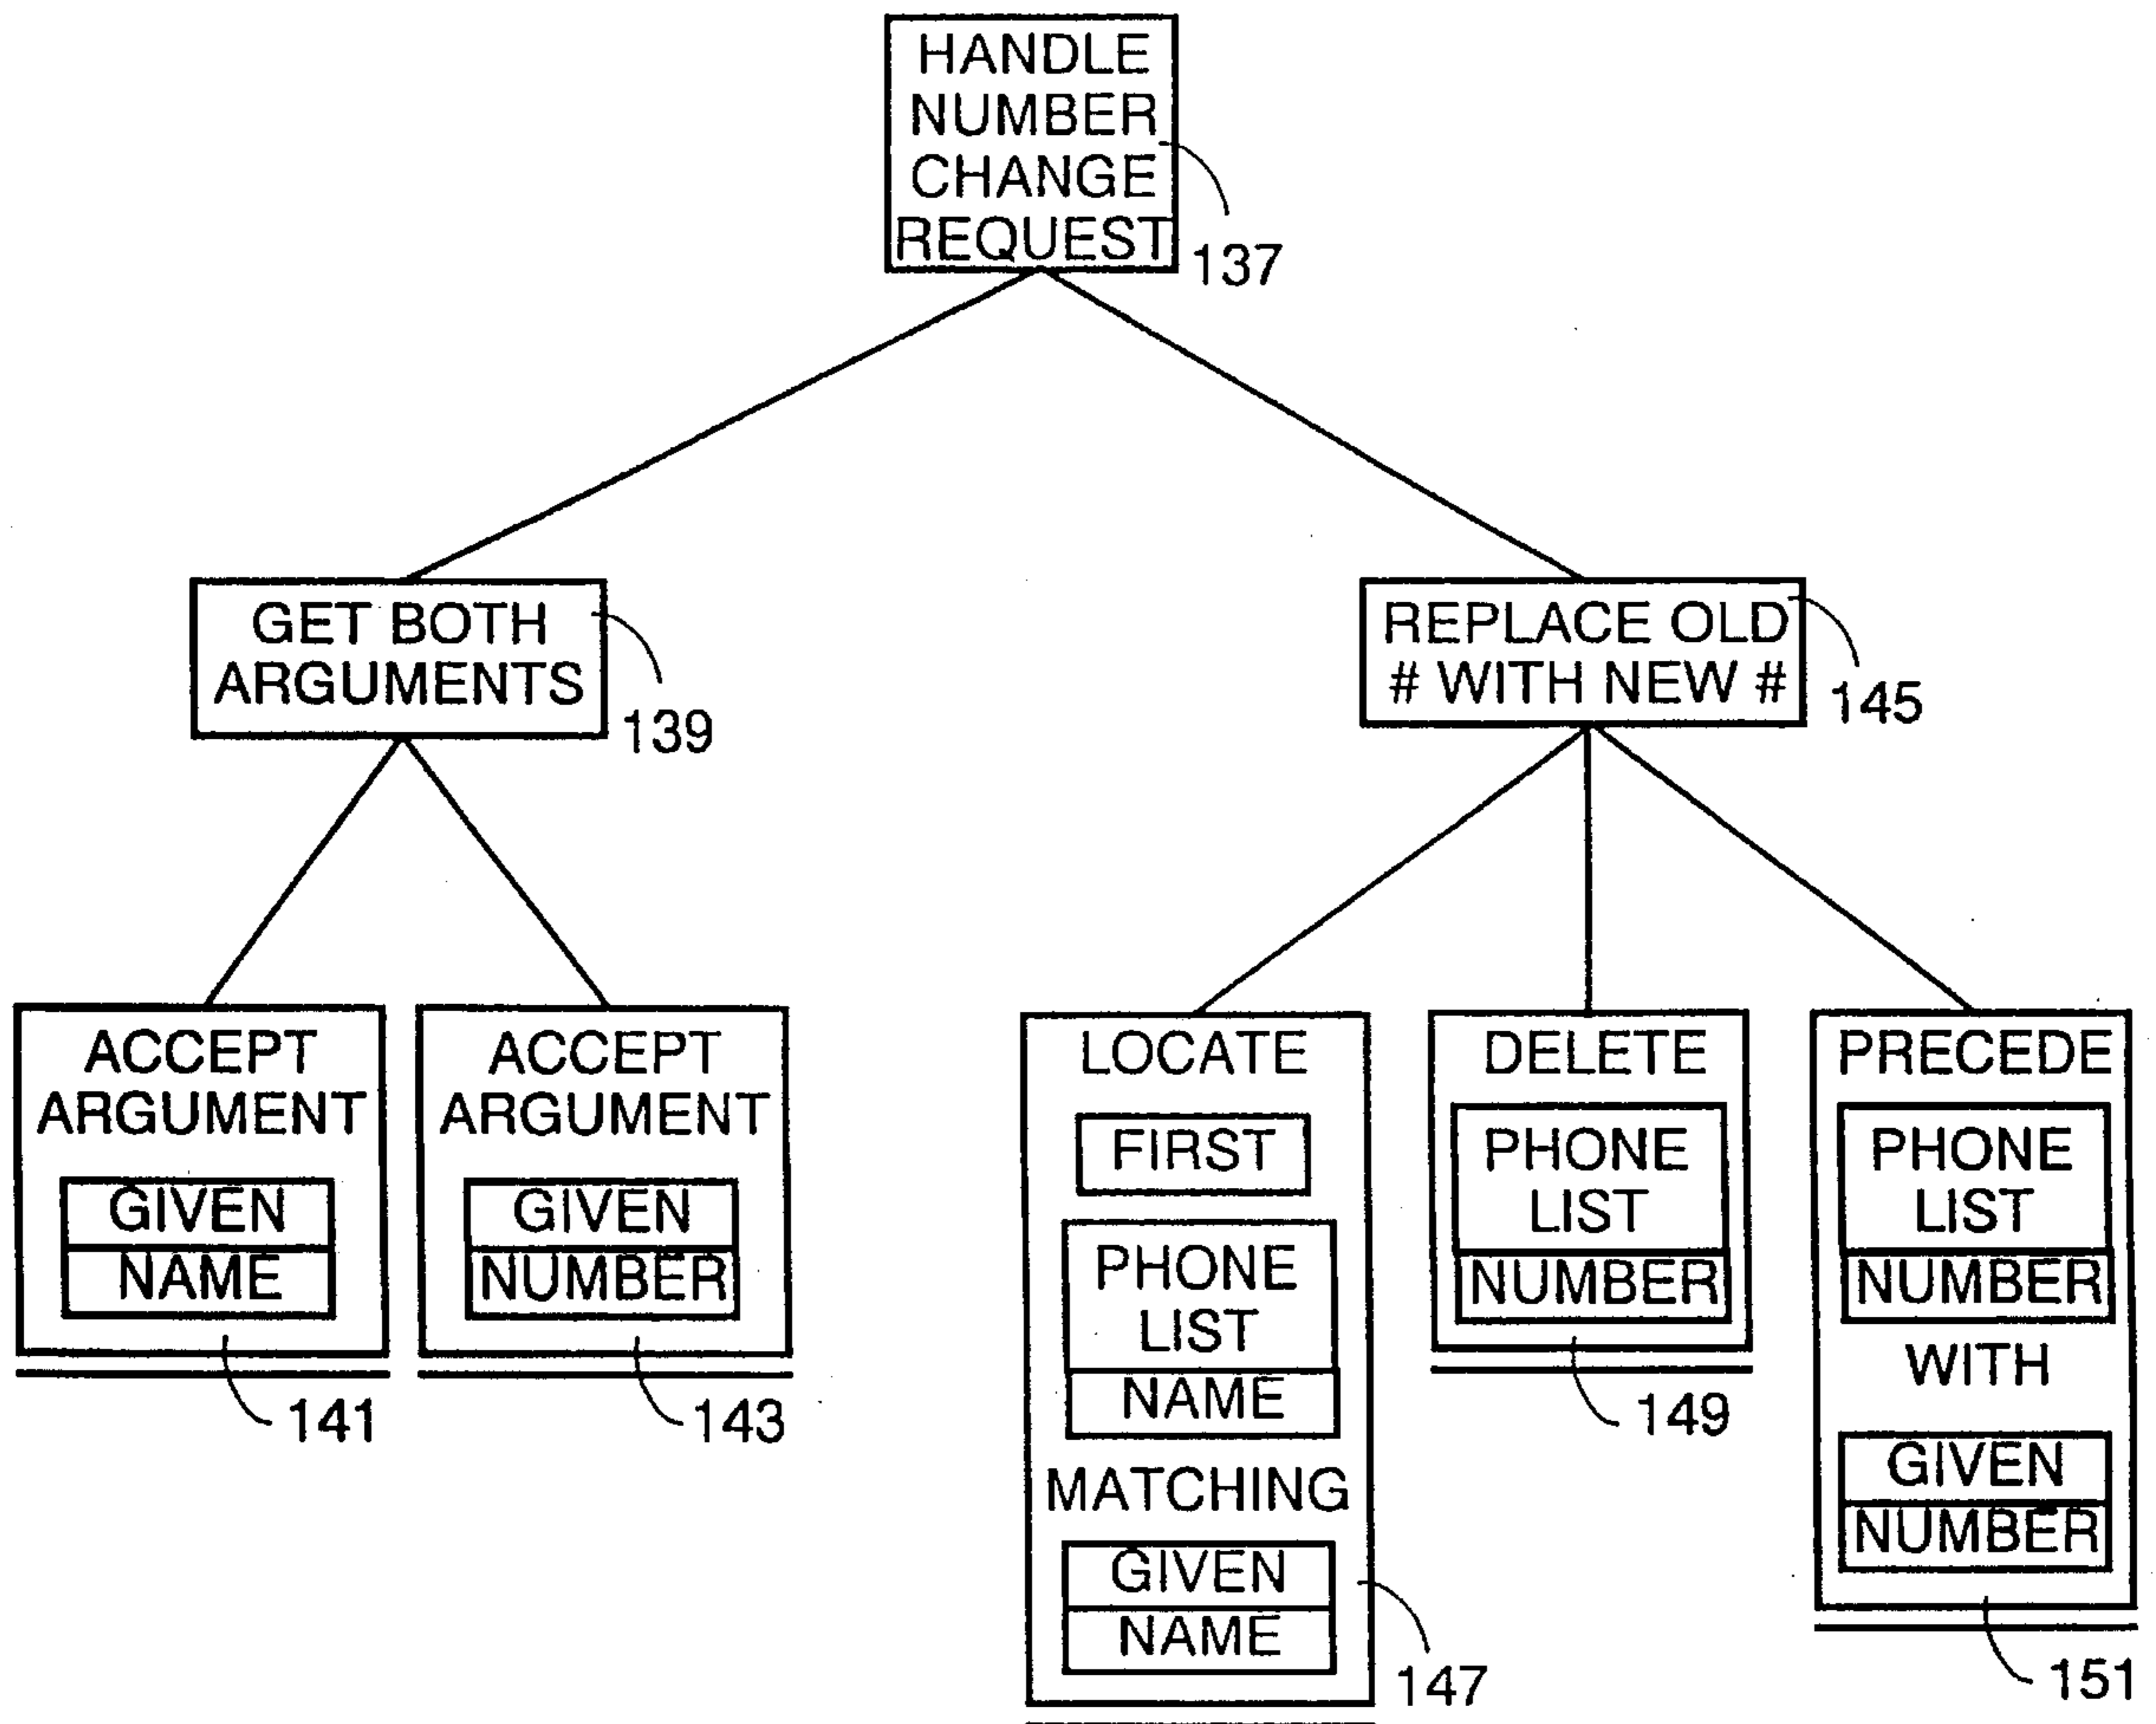 HANDLE
NUMBER
CHANGE
REQUEST
137
GET BOTH
ARGUMENTS
139
REPLACE OLD
# WITH NEW #
145
ACCEPT
ARGUMENT
GIVEN
NAME
141
ACCEPT
ARGUMENT
GIVEN
NUMBER
143
LOCATE
FIRST
PHONE
LIST
NAME
MATCHING
GIVEN
NAME
147
DELETE
PHONE
LIST
NUMBER
149
PRECEDE
PHONE
LIST
NUMBER
WITH
GIVEN
NUMBER
151